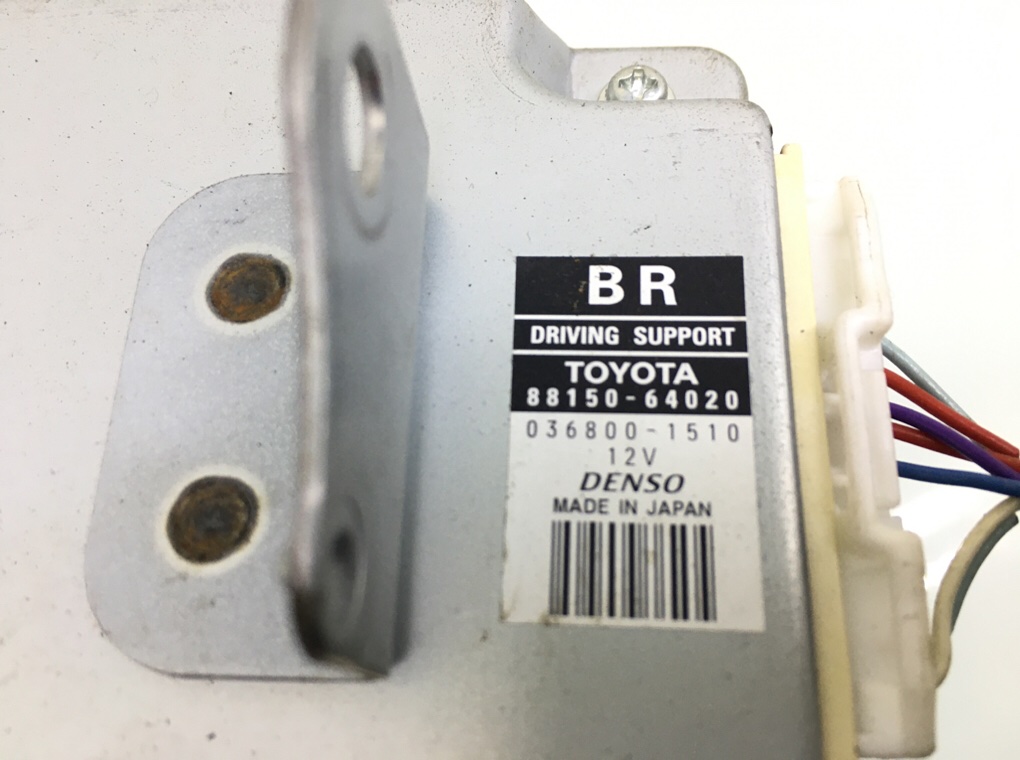 BR
DRIVING SUPPORT
TOYOTA
88150-64020
036800-1510
12V
DENSO
MADE IN JAPAN